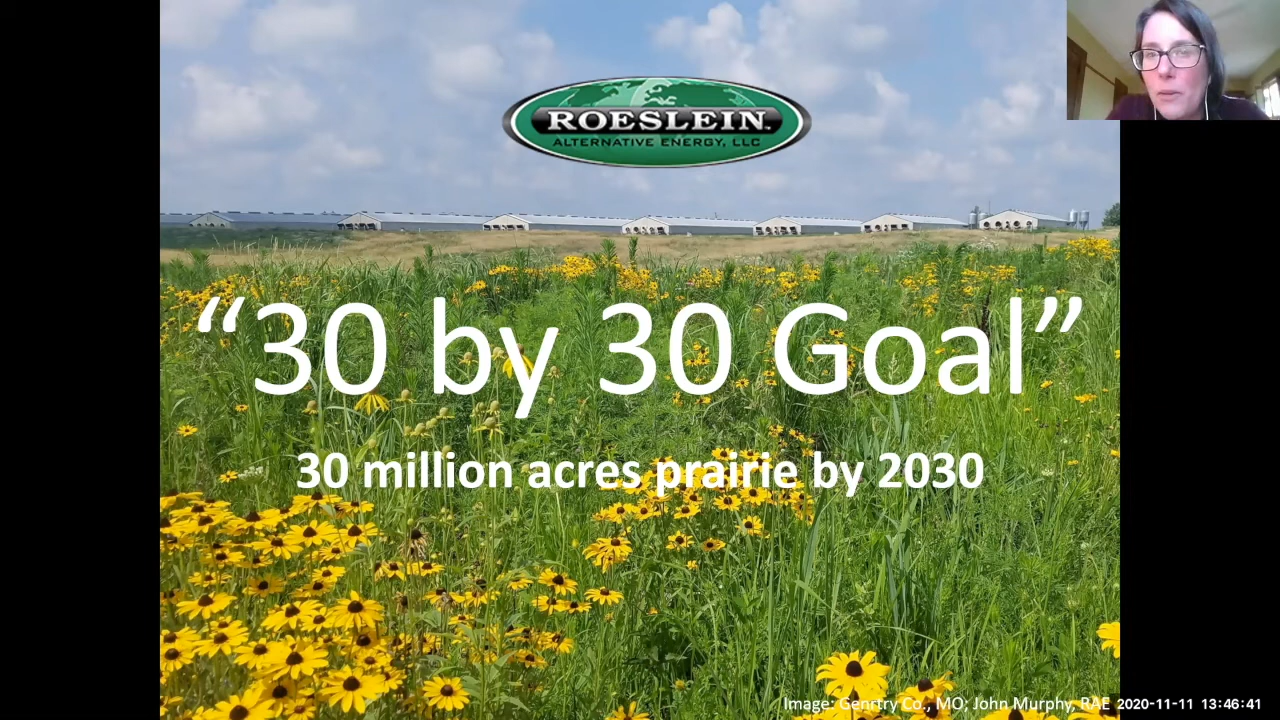 ROESLEIN
ALTERNATIVE ENERGY, LLC
“30 by 30 Goal”
30 million acres prairie by 2030
Image: Genrtry Co., MO; John Murphy, RAE 2020-11-11 13:46:41